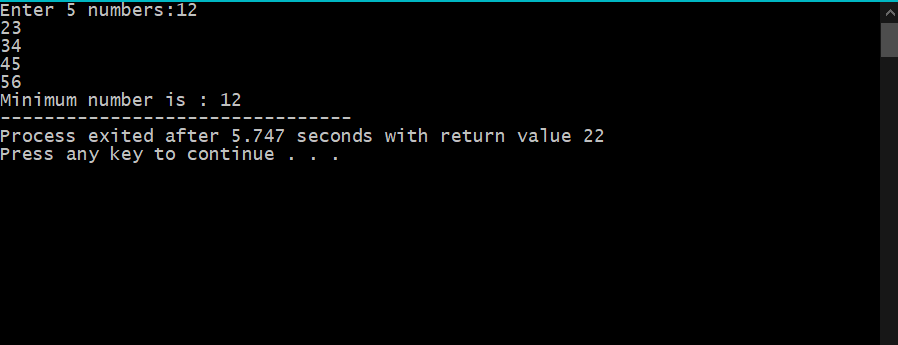 Enter 5 numbers:12
23
34
45
56
Minimum number is : 12
--------------------------------
Process exited after 5.747 seconds with return value 22
Press any key to continue . . .